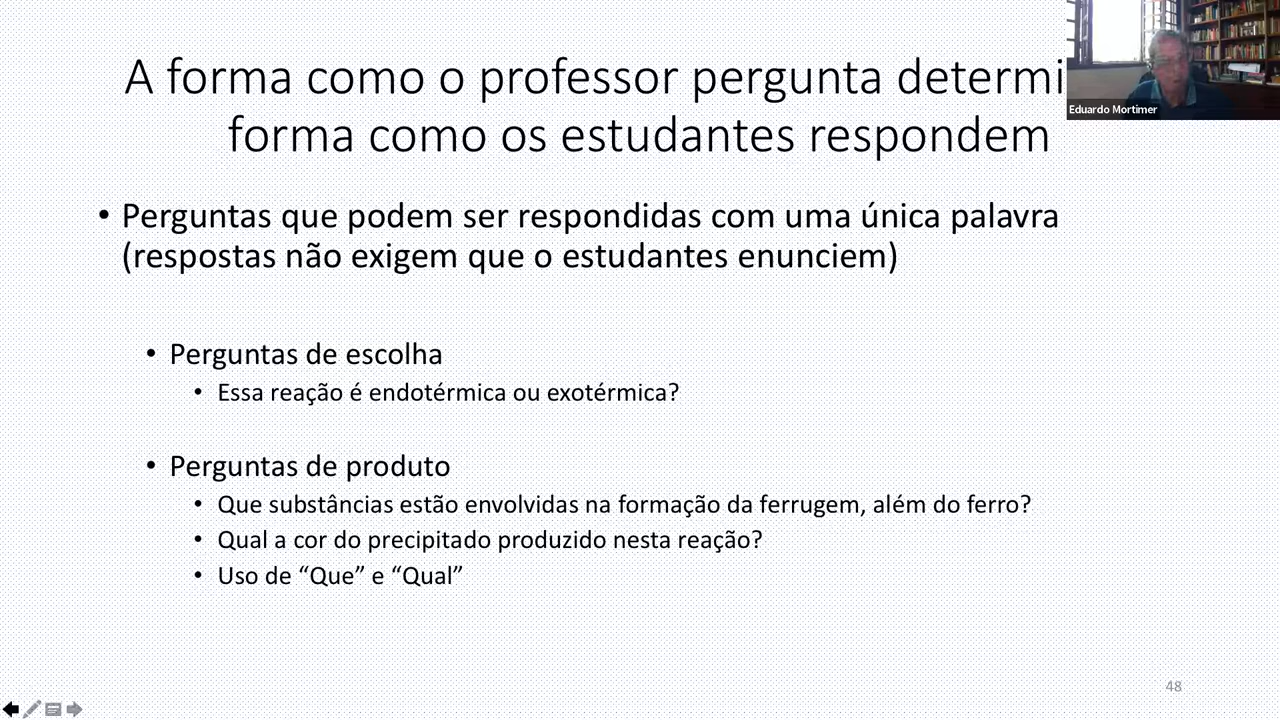 A forma como o professor pergunta determi
forma como os estudantes respondem
Eduardo Mortimer
• Perguntas que podem ser respondidas com uma única palavra
(respostas não exigem que o estudantes enunciem)
• Perguntas de escolha
• Essa reação é endotérmica ou exotérmica?
• Perguntas de produto
• Que substâncias estão envolvidas na formação da ferrugem, além do ferro?
• Qual a cor do precipitado produzido nesta reação?
• Uso de “Que” e “Qual”
48